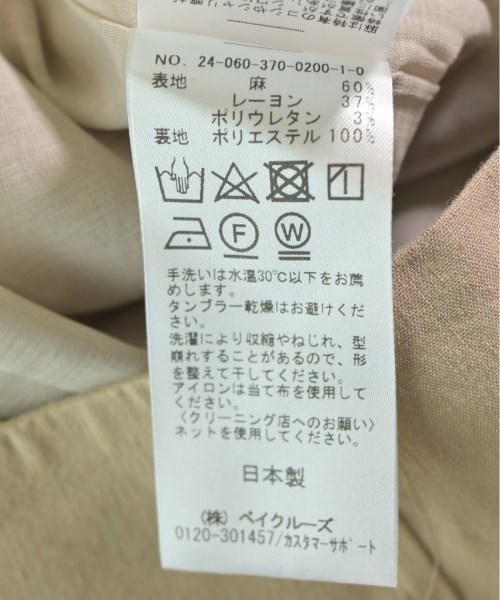 麻は特有の
NO. 24-060-370-0200-1-0
表地 麻 60%
レーヨン 37%
ポリウレタン 3%
裏地 ポリエステル 100%
F
W
手洗いは水温30℃以下をお薦
めします。
タンブラー乾燥はお避けくだ
さい。
洗濯により収縮やねじれ、型
崩れすることがあるので、形
を整えて干してください。
アイロンは当て布を使用して
ください。
〈クリーニング店へのお願い〉
ネットを使用してください。
日本製
(株) ベイクルーズ
0120-301457/カスタマーサポート